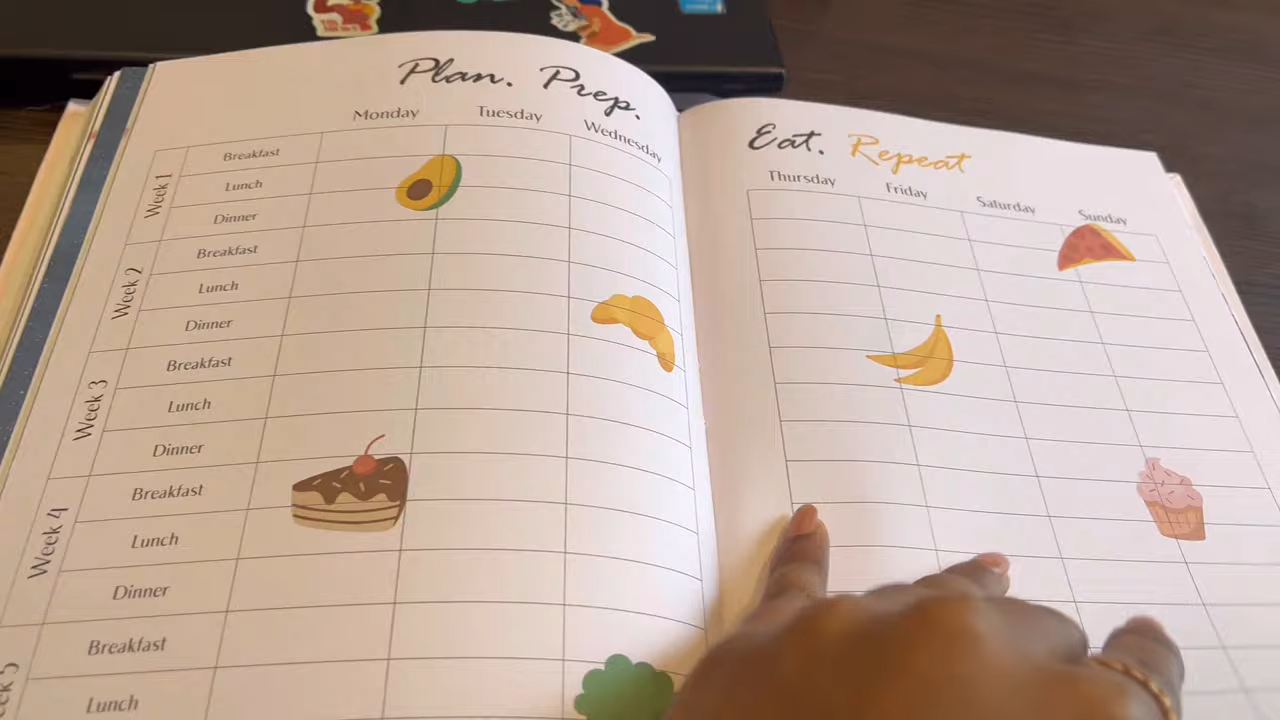 Plan. Prep.
Monday Tuesday Wednesday
Week 1
Breakfast
Lunch
Dinner
Week 2
Breakfast
Lunch
Dinner
Week 3
Breakfast
Lunch
Dinner
Week 4
Breakfast
Lunch
Dinner
Breakfast
Lunch
Eat. Repeat
Thursday Friday Saturday Sunday